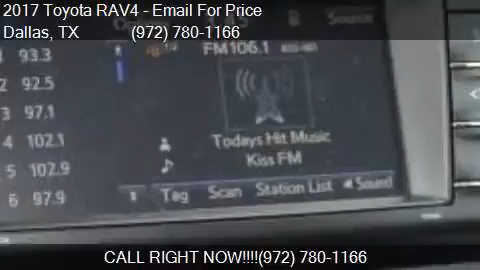 2017 Toyota RAV4 - Email For Price
Dallas, TX (972) 780-1166
1 93.3
2 92.5
3 97.1
4 102.1
5 102.9
6 97.9
FM 106.1
Todays Hit Music
Kiss FM
Tag Scan Station List Sound
CALL RIGHT NOW!!!!(972) 780-1166